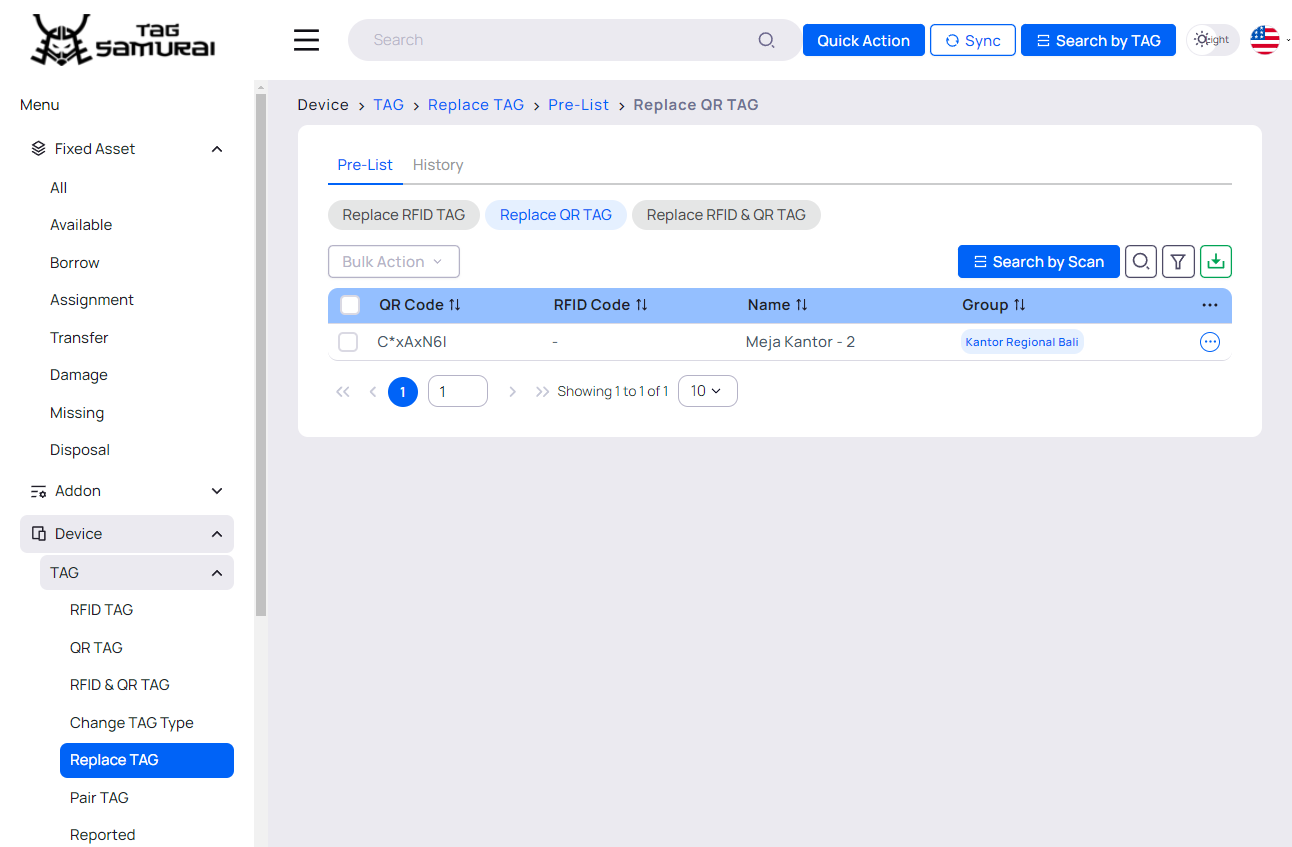 TAG
SAMURAI
Search
Quick Action
Sync
Search by TAG
ight
Menu
Fixed Asset
All
Available
Borrow
Assignment
Transfer
Damage
Missing
Disposal
Addon
Device
TAG
RFID TAG
QR TAG
RFID & QR TAG
Change TAG Type
Replace TAG
Pair TAG
Reported
Device > TAG > Replace TAG > Pre-List > Replace QR TAG
Pre-List History
Replace RFID TAG Replace QR TAG Replace RFID & QR TAG
Bulk Action
Search by Scan
QR Code RFID Code Name Group
C*xAxN6I - Meja Kantor - 2 Kantor Regional Bali
1 1 Showing 1 to 1 of 1 10